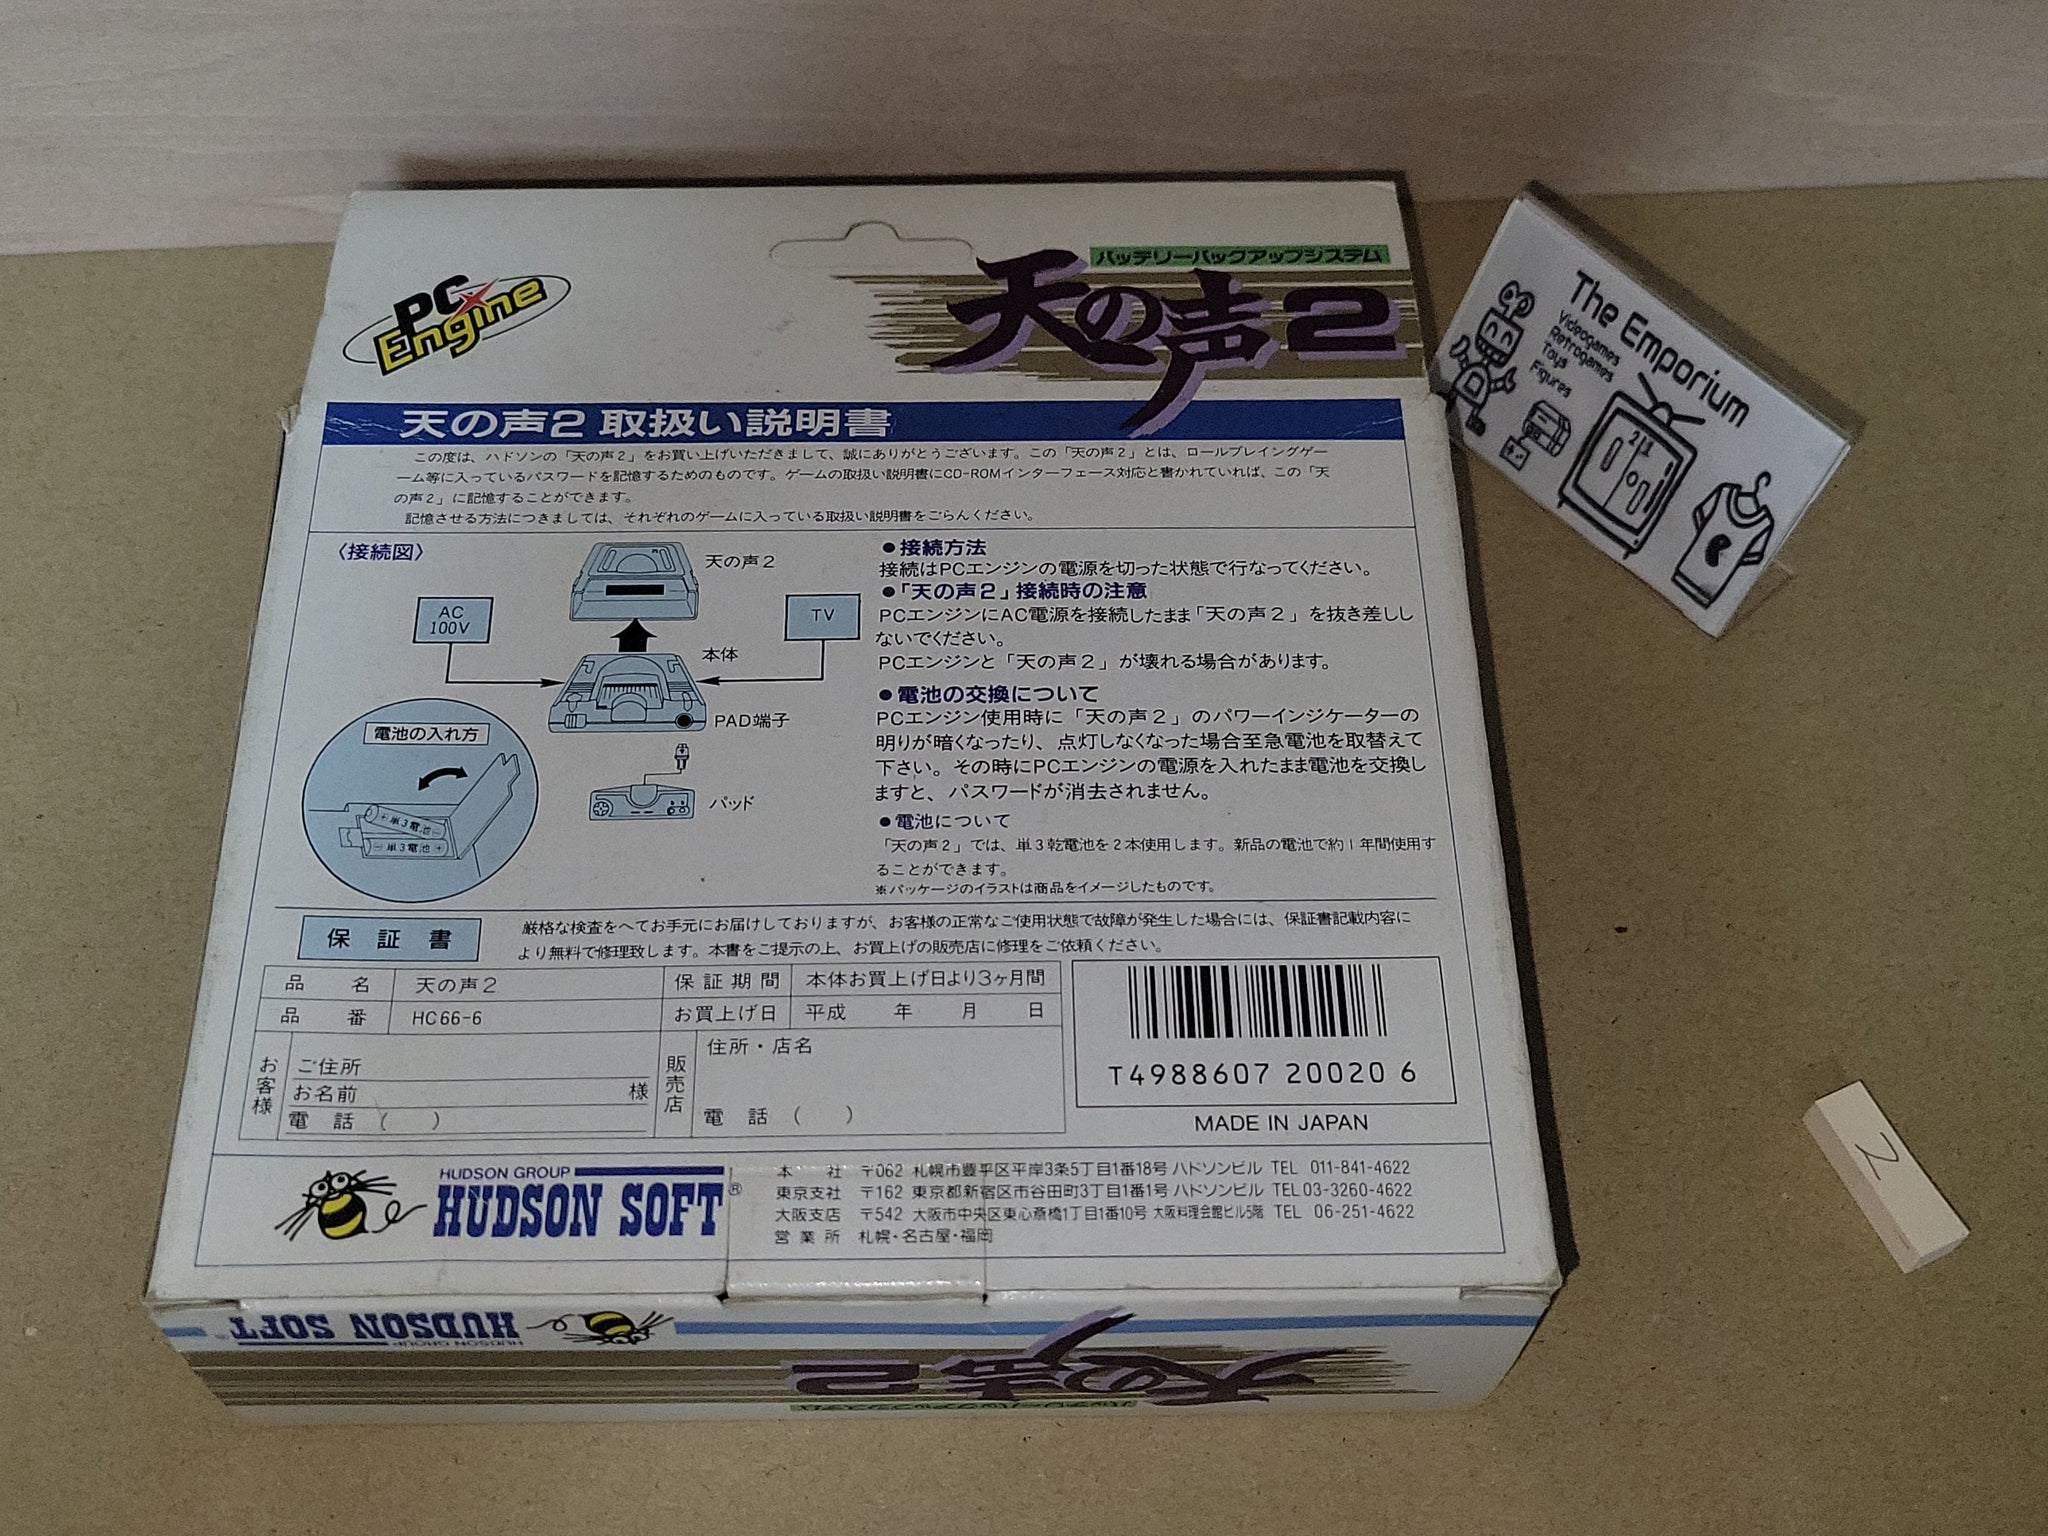 PC Engine
バッテリーバックアップシステム
天の声2
天の声2 取扱い説明書
この度は、ハドソンの「天の声2」をお買い上げいただきまして、誠にありがとうございます。この「天の声2」とは、ロールプレイングゲー
ーム等に入っているパスワードを記憶するためのものです。ゲームの取扱い説明書にCD-ROMインターフェース対応と書かれていれば、この「天
の声2」に記憶することができます。
記憶させる方法につきましては、それぞれのゲームに入っている取扱い説明書をごらんください。
〈接続図〉
天の声2
AC
100V
TV
本体
PAD端子
パッド
電池の入れ方
+単3電池-
-単3電池+
●接続方法
接続はPCエンジンの電源を切った状態で行なってください。
●「天の声2」接続時の注意
PCエンジンにAC電源を接続したまま「天の声2」を抜き差しし
ないでください。
PCエンジンと「天の声2」が壊れる場合があります。
●電池の交換について
PCエンジン使用時に「天の声2」のパワーインジケーターの
明りが暗くなったり、点灯しなくなった場合至急電池を取替えて
下さい。その時にPCエンジンの電源を入れたまま電池を交換し
ますと、パスワードが消去されません。
●電池について
「天の声2」では、単3乾電池を2本使用します。新品の電池で約1年間使用す
ることができます。
※パッケージのイラストは商品をイメージしたものです。
保証書
厳格な検査をへてお手元にお届けしておりますが、お客様の正常なご使用状態で故障が発生した場合には、保証書記載内容に
より無料で修理致します。本書をご提示の上、お買上げの販売店に修理をご依頼ください。
品名 天の声2 保証期間 本体お買上げ日より3ヶ月間
品番 HC66-6 お買上げ日 平成 年 月 日
お客様
ご住所
お名前 様
電話 ( )
販売店
住所・店名
電話 ( )
T4988607 20020 6
MADE IN JAPAN
HUDSON GROUP
HUDSON SOFT®
本社 〒062 札幌市豊平区平岸3条5丁目1番18号 ハドソンビル TEL 011-841-4622
東京支社 〒162 東京都新宿区市谷田町3丁目1番1号 ハドソンビル TEL 03-3260-4622
大阪支店 〒542 大阪市中央区東心斎橋1丁目1番10号 大阪料理会館ビル5階 TEL 06-251-4622
営業所 札幌・名古屋・福岡
HUDSON GROUP
HUDSON SOFT
天の声2
バッテリーバックアップシステム
The Emporium
Videogames
Retrogames
Toys
Figures
2